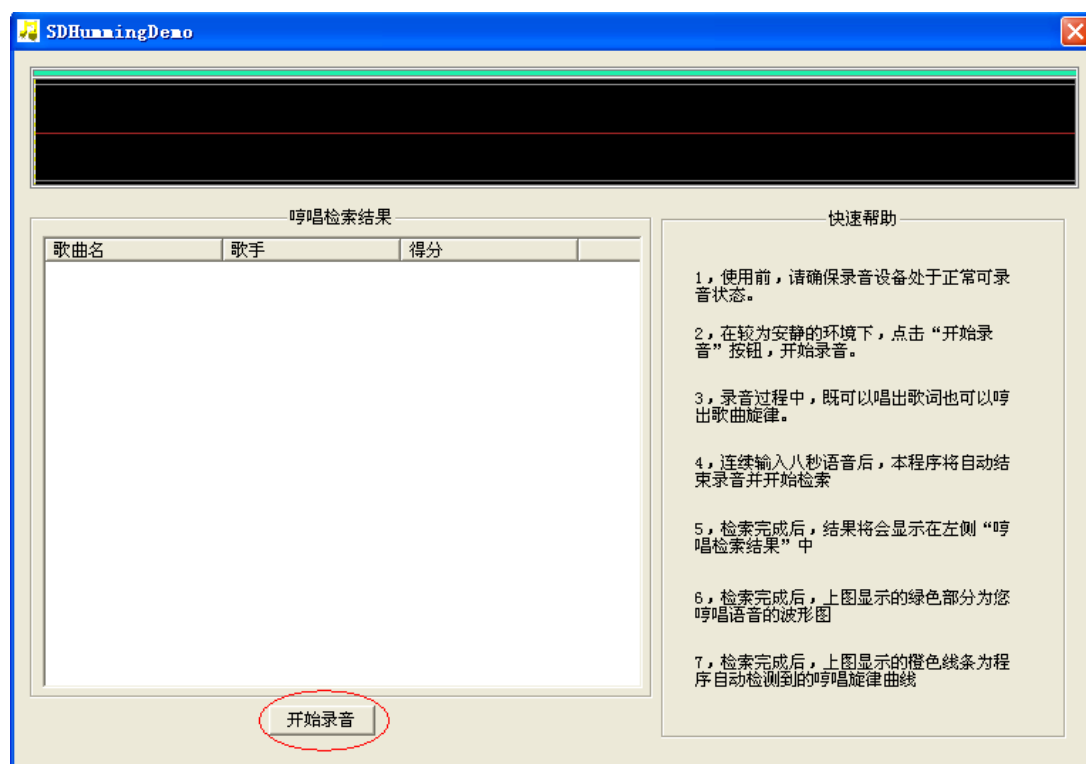 SDHummingDemo
哼唱检索结果
歌曲名 歌手 得分
开始录音
快速帮助
1，使用前，请确保录音设备处于正常可录
音状态。
2，在较为安静的环境下，点击“开始录
音”按钮，开始录音。
3，录音过程中，既可以唱出歌词也可以哼
出歌曲旋律。
4，连续输入八秒语音后，本程序将自动结
束录音并开始检索
5，检索完成后，结果将会显示在左侧“哼
唱检索结果”中
6，检索完成后，上图显示的绿色部分为您
哼唱语音的波形图
7，检索完成后，上图显示的橙色线条为程
序自动检测到的哼唱旋律曲线